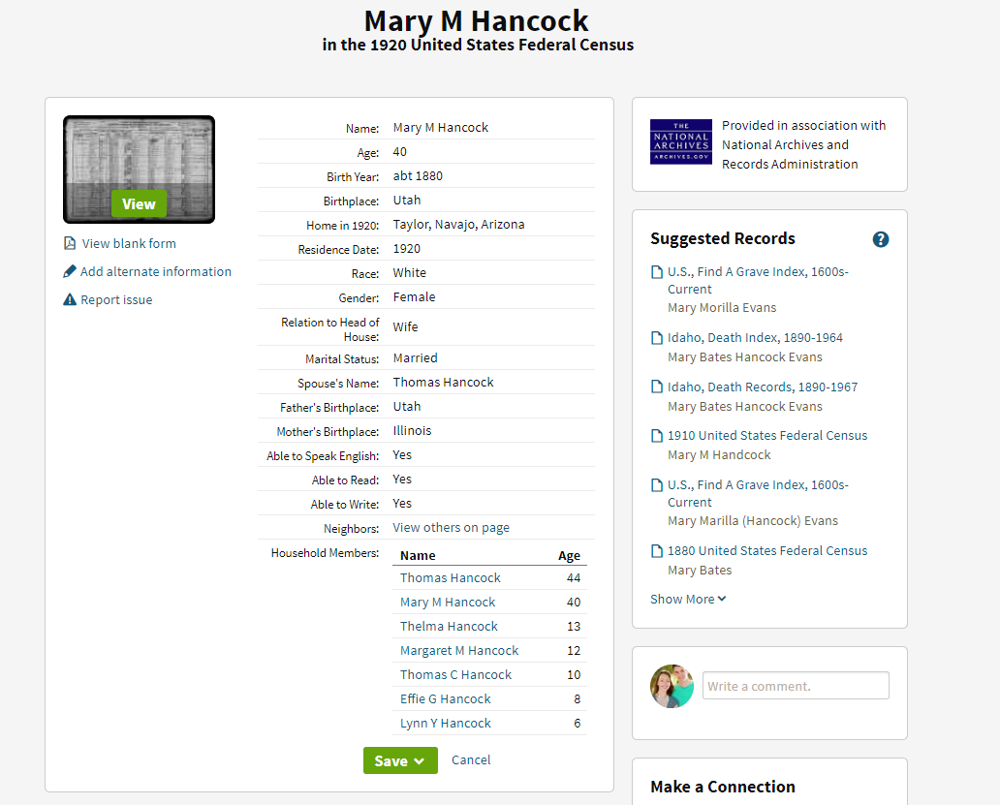 Mary M Hancock
in the 1920 United States Federal Census
View
View blank form
Add alternate information
Report issue
Name: Mary M Hancock
Age: 40
Birth Year: abt 1880
Birthplace: Utah
Home in 1920: Taylor, Navajo, Arizona
Residence Date: 1920
Race: White
Gender: Female
Relation to Head of
House: Wife
Marital Status: Married
Spouse's Name: Thomas Hancock
Father's Birthplace: Utah
Mother's Birthplace: Illinois
Able to Speak English: Yes
Able to Read: Yes
Able to Write: Yes
Neighbors: View others on page
Household Members: Name Age
Thomas Hancock 44
Mary M Hancock 40
Thelma Hancock 13
Margaret M Hancock 12
Thomas C Hancock 10
Effie G Hancock 8
Lynn Y Hancock 6
Save Cancel
THE
NATIONAL
ARCHIVES
ARCHIVES.GOV
Provided in association with
National Archives and
Records Administration
Suggested Records ?
U.S., Find A Grave Index, 1600s-
Current
Mary Morilla Evans
Idaho, Death Index, 1890-1964
Mary Bates Hancock Evans
Idaho, Death Records, 1890-1967
Mary Bates Hancock Evans
1910 United States Federal Census
Mary M Handcock
U.S., Find A Grave Index, 1600s-
Current
Mary Marilla (Hancock) Evans
1880 United States Federal Census
Mary Bates
Show More
Write a comment.
Make a Connection